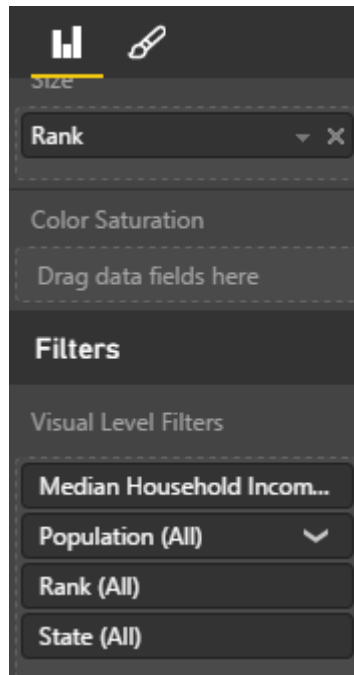 Size
Rank
Color Saturation
Drag data fields here
Filters
Visual Level Filters
Median Household Incom...
Population (All)
Rank (All)
State (All)